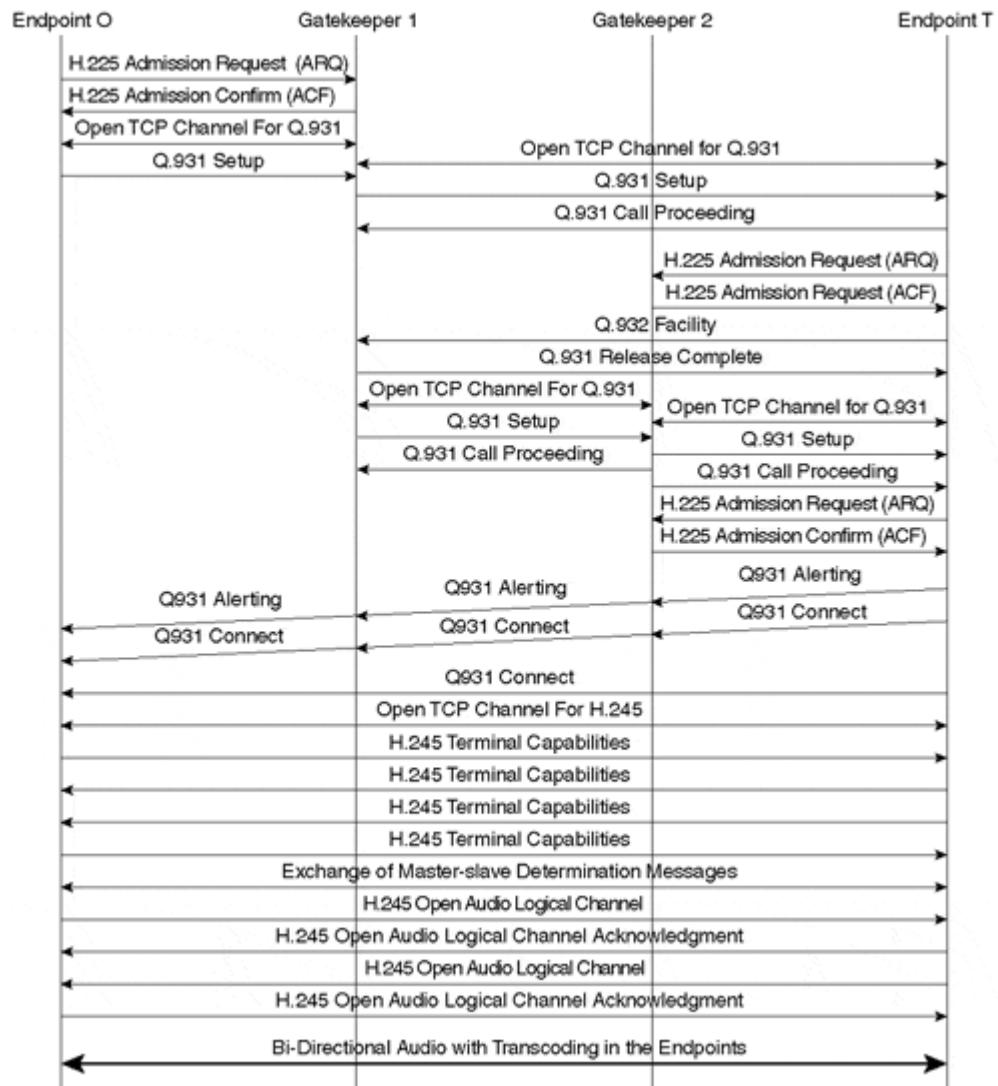 Endpoint O Gatekeeper 1 Gatekeeper 2 Endpoint T
H.225 Admission Request (ARQ)
H.225 Admission Confirm (ACF)
Open TCP Channel For Q.931
Open TCP Channel for Q.931
Q.931 Setup
Q.931 Setup
Q.931 Call Proceeding
H.225 Admission Request (ARQ)
H.225 Admission Request (ACF)
Q.932 Facility
Q.931 Release Complete
Open TCP Channel For Q.931
Open TCP Channel for Q.931
Q.931 Setup
Q.931 Setup
Q.931 Call Proceeding
Q.931 Call Proceeding
H.225 Admission Request (ARQ)
H.225 Admission Confirm (ACF)
Q931 Alerting
Q931 Alerting
Q931 Alerting
Q931 Connect
Q931 Connect
Q931 Connect
Q931 Connect
Open TCP Channel For H.245
H.245 Terminal Capabilities
H.245 Terminal Capabilities
H.245 Terminal Capabilities
H.245 Terminal Capabilities
Exchange of Master-slave Determination Messages
H.245 Open Audio Logical Channel
H.245 Open Audio Logical Channel Acknowledgment
H.245 Open Audio Logical Channel
H.245 Open Audio Logical Channel Acknowledgment
Bi-Directional Audio with Transcoding in the Endpoints